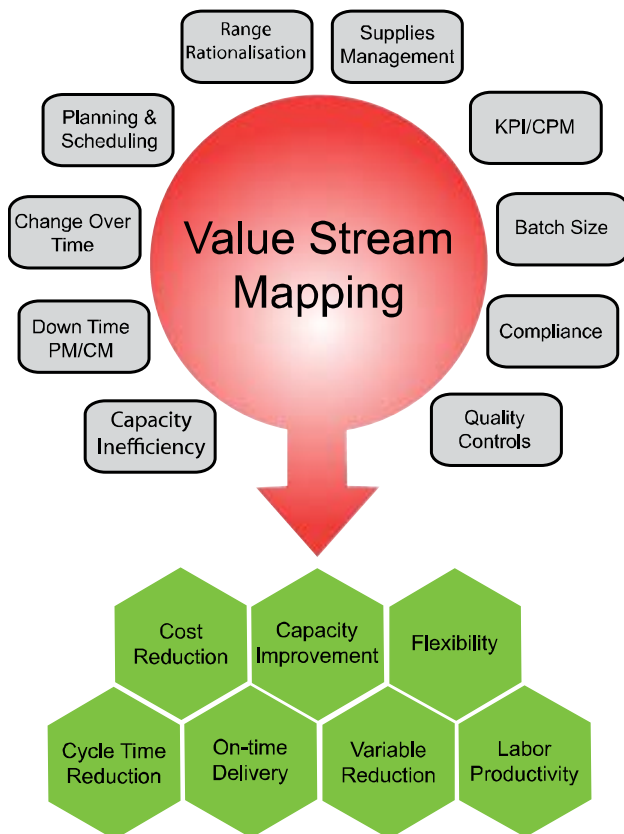 Range
Rationalisation
Supplies
Management
Planning &
Scheduling
KPI/CPM
Change Over
Time
Value Stream
Mapping
Batch Size
Down Time
PM/CM
Compliance
Capacity
Inefficiency
Quality
Controls
Cost
Reduction
Capacity
Improvement
Flexibility
Cycle Time
Reduction
On-time
Delivery
Variable
Reduction
Labor
Productivity